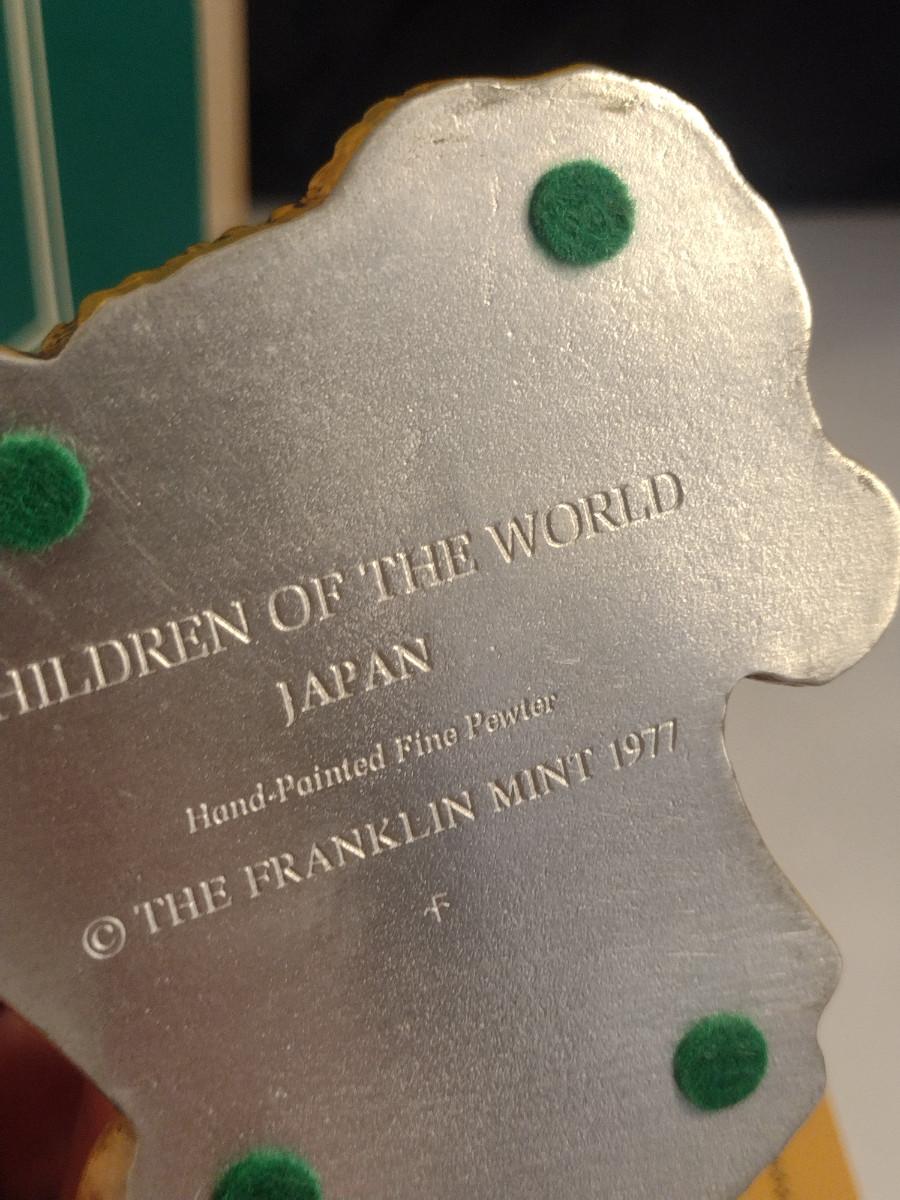 HILDREN OF THE WORLD
JAPAN
Hand-Painted Fine Pewter
© THE FRANKLIN MINT 1977
F